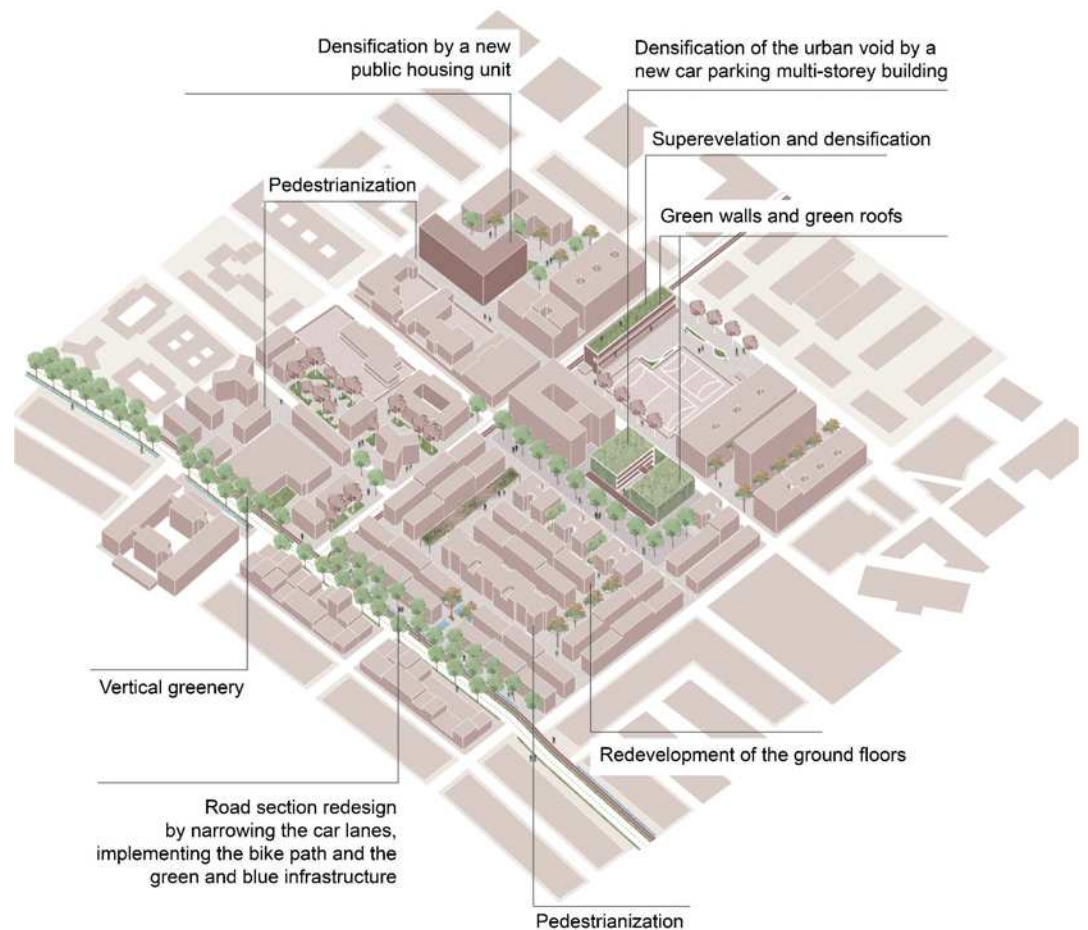 Densification by a new
public housing unit
Densification of the urban void by a
new car parking multi-storey building
Superevelation and densification
Pedestrianization
Green walls and green roofs
Vertical greenery
Redevelopment of the ground floors
Road section redesign
by narrowing the car lanes,
implementing the bike path and the
green and blue infrastructure
Pedestrianization